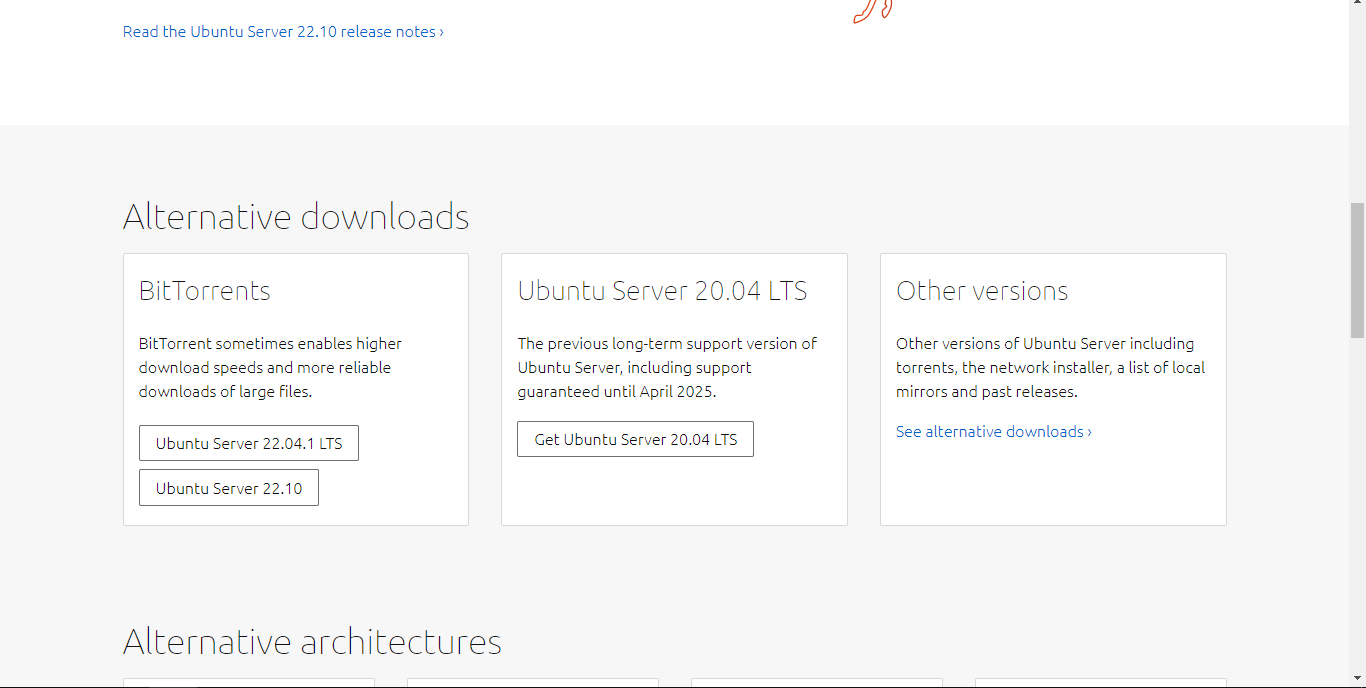 Read the Ubuntu Server 22.10 release notes ›
Alternative downloads
BitTorrents
BitTorrent sometimes enables higher
download speeds and more reliable
downloads of large files.
Ubuntu Server 22.04.1 LTS
Ubuntu Server 22.10
Ubuntu Server 20.04 LTS
The previous long-term support version of
Ubuntu Server, including support
guaranteed until April 2025.
Get Ubuntu Server 20.04 LTS
Other versions
Other versions of Ubuntu Server including
torrents, the network installer, a list of local
mirrors and past releases.
See alternative downloads ›
Alternative architectures